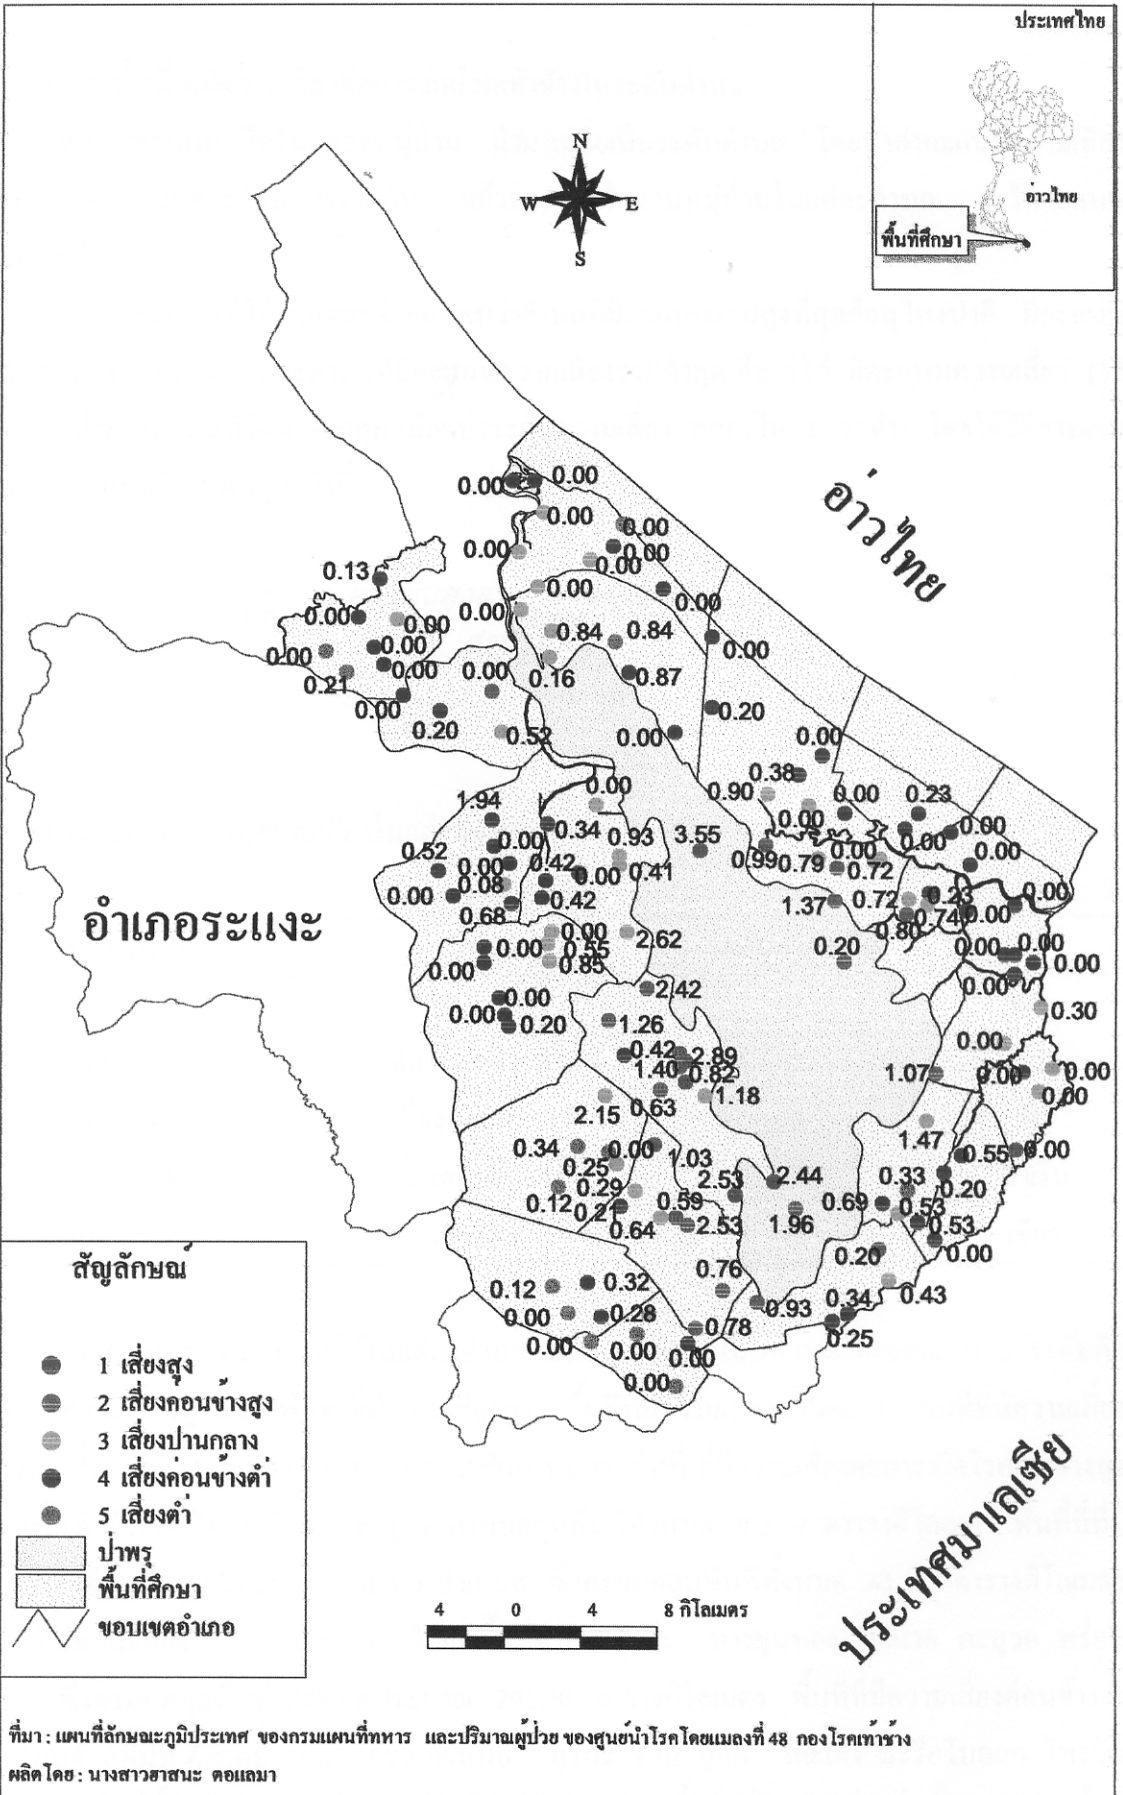 ประเทศไทย
อ่าวไทย
พื้นที่ศึกษา
N
W E
S
อ่าวไทย
0.00 0.00
0.00
0.00
0.00 0.00
0.00
0.13
0.00 0.00
0.00 0.00
0.00 0.84 0.84
0.00 0.00 0.00
0.00 0.00 0.16 0.87
0.21
0.00 0.20
0.20 0.52 0.00 0.00
0.38
0.00 0.90
1.94 0.00 0.00 0.23
0.34 0.93 3.55 0.00 0.00
0.00 0.99 0.79 0.00
0.52 0.00 0.42 0.00 0.41 0.72 0.00
0.08
0.00 0.42 1.37 0.72 0.23 0.00
0.68 0.74 0.00
อำเภอระแงะ
0.00 2.62 0.80
0.00 0.55 0.20 0.00 0.00
0.00 0.85 0.00
0.00
2.42
0.00 0.30
0.00 1.26
0.20
0.42 2.89 0.00
1.40 0.82 1.07 0.00 0.00
0.63 1.18 0.00
2.15
1.47
0.34 0.00 1.03 0.55 0.00
0.25
0.12 0.29 2.53 2.44 0.33 0.20
0.21 0.59 0.69 0.53
0.64 2.53 1.96 0.53
0.20 0.00
0.76
0.12 0.32 0.43
0.00 0.28 0.93 0.34
0.78 0.25
0.00 0.00 0.00
0.00
สัญลักษณ์
1 เสี่ยงสูง
2 เสี่ยงค่อนข้างสูง
3 เสี่ยงปานกลาง
4 เสี่ยงค่อนข้างต่ำ
5 เสี่ยงต่ำ
ป่าพรุ
พื้นที่ศึกษา
ขอบเขตอำเภอ
4 0 4 8 กิโลเมตร
ประเทศมาเลเซีย
ที่มา : แผนที่ลักษณะภูมิประเทศ ของกรมแผนที่ทหาร และปริมาณผู้ป่วย ของศูนย์นำโรคโดยแมลงที่ 48 กองโรคเท้าช้าง
ผลิตโดย : นางสาวฮาสนะ ตอแลมา